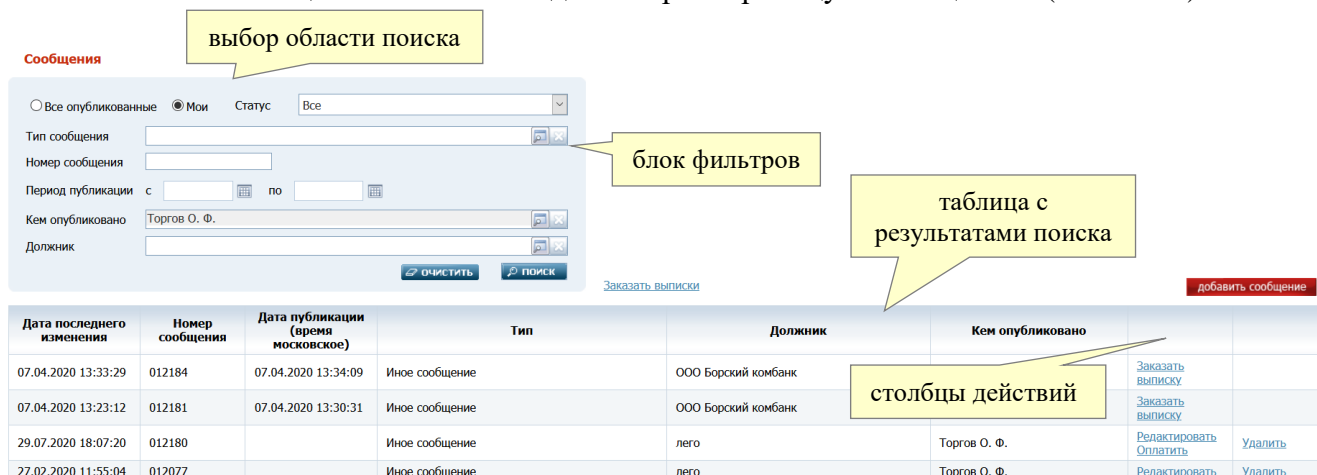 выбор области поиска
Сообщения
Все опубликованные Мои Статус Все
Тип сообщения
Номер сообщения
блок фильтров
Период публикации с по
Кем опубликовано Торгов О. Ф.
Должник
таблица с
результатами поиска
очистить поиск
Заказать выписки
добавить сообщение
Дата последнего изменения Номер сообщения Дата публикации (время московское) Тип Должник Кем опубликовано
07.04.2020 13:33:29 012184 07.04.2020 13:34:09 Иное сообщение ООО Борский комбанк Заказать выписку
столбцы действий
07.04.2020 13:23:12 012181 07.04.2020 13:30:31 Иное сообщение ООО Борский комбанк Заказать выписку
29.07.2020 18:07:20 012180 Иное сообщение лего Торгов О. Ф. Редактировать Оплатить Удалить
27.02.2020 11:55:04 012077 Иное сообщение лего Торгов О. Ф. Редактировать Удалить